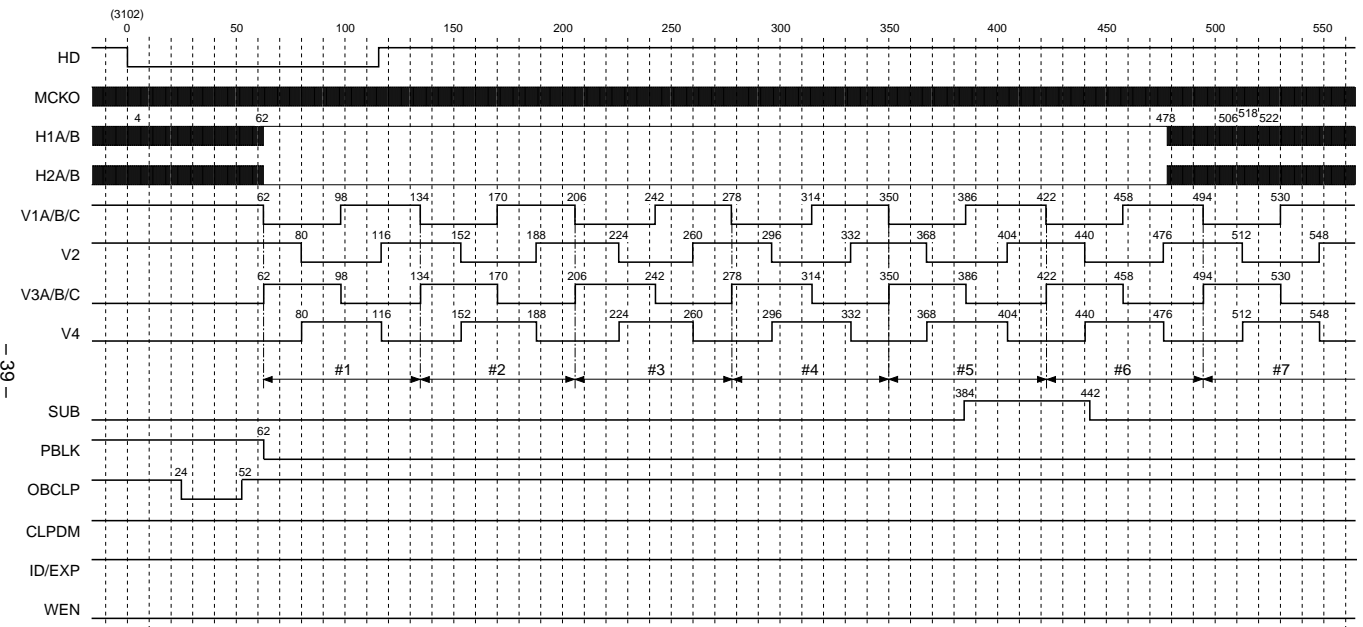 (3102)
0 50 100 150 200 250 300 350 400 450 500 550
HD
MCKO
4 62 478 506 518 522
H1A/B
H2A/B
62 98 134 170 206 242 278 314 350 386 422 458 494 530
V1A/B/C
80 116 152 188 224 260 296 332 368 404 440 476 512 548
V2
62 98 134 170 206 242 278 314 350 386 422 458 494 530
V3A/B/C
80 116 152 188 224 260 296 332 368 404 440 476 512 548
V4
#1 #2 #3 #4 #5 #6 #7
384 442
SUB
62
PBLK
24 52
OBCLP
CLPDM
ID/EXP
WEN
– 39 –